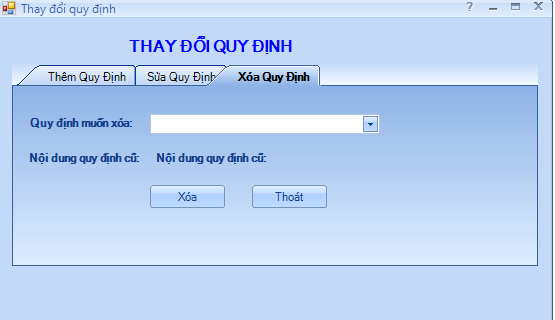 Thay đổi quy định
THAY ĐỔI QUY ĐỊNH
Thêm Quy Định Sửa Quy Định Xóa Quy Định
Quy định muốn xóa:
Nội dung quy định cũ: Nội dung quy định cũ:
Xóa Thoát